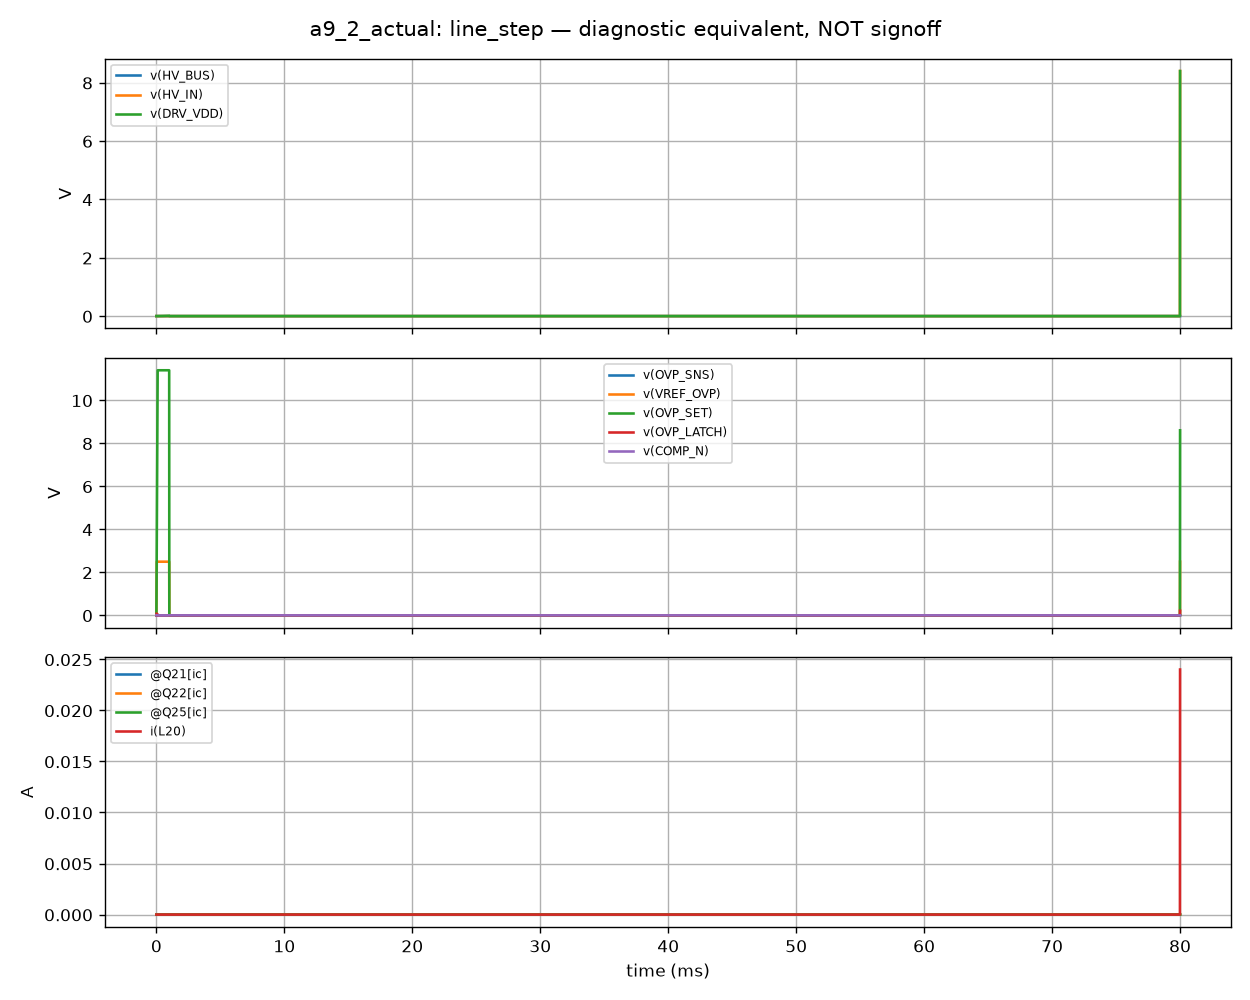 a9_2_actual: line_step — diagnostic equivalent, NOT signoff
v(HV_BUS)
v(HV_IN)
v(DRV_VDD)
8
6
4
2
0
V
v(OVP_SNS)
v(VREF_OVP)
v(OVP_SET)
v(OVP_LATCH)
v(COMP_N)
10
8
6
4
2
0
V
@Q21[ic]
@Q22[ic]
@Q25[ic]
i(L20)
0.025
0.020
0.015
0.010
0.005
0.000
A
0 10 20 30 40 50 60 70 80
time (ms)